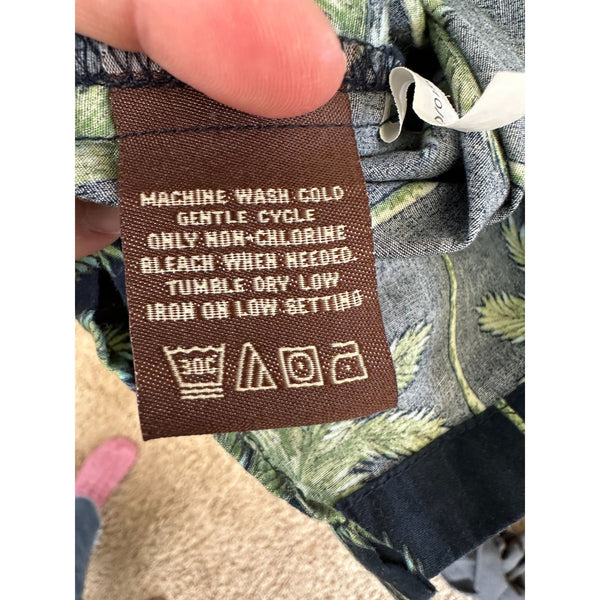 MACHINE WASH COLD
GENTLE CYCLE
ONLY NON-CHLORINE
BLEACH WHEN NEEDED.
TUMBLE DRY LOW
IRON ON LOW SETTING
30C